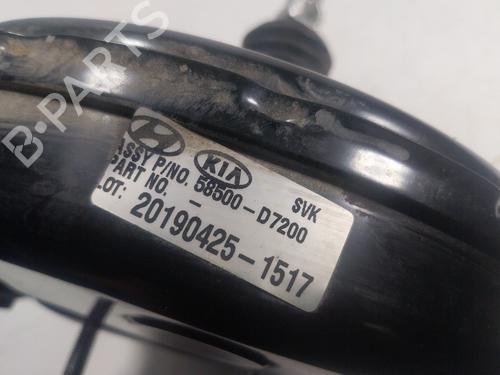 B-PARTS
KIA
SVK
ASSY P/NO. 58500-D7200
PART NO. -
LOT: 20190425-1517